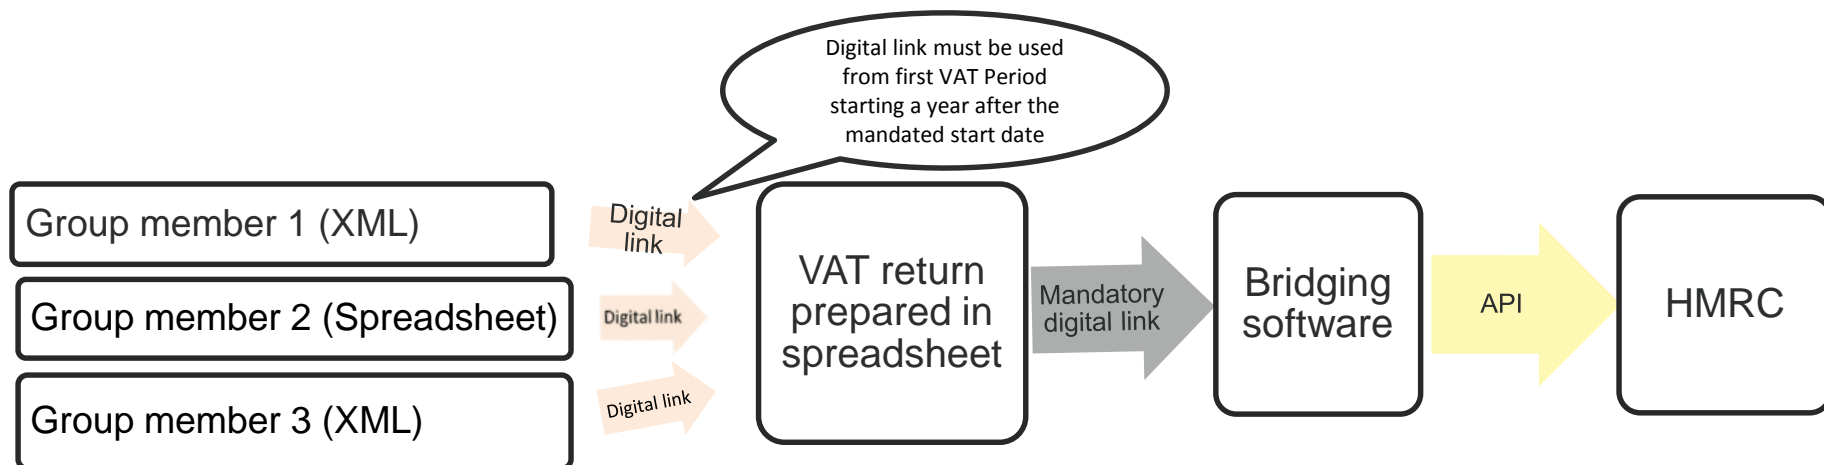 Digital link must be used
from first VAT Period
starting a year after the
mandated start date
Group member 1 (XML)
Digital
link
Group member 2 (Spreadsheet)
Digital link
Group member 3 (XML)
Digital link
VAT return
prepared in
spreadsheet
Mandatory
digital link
Bridging
software
API
HMRC